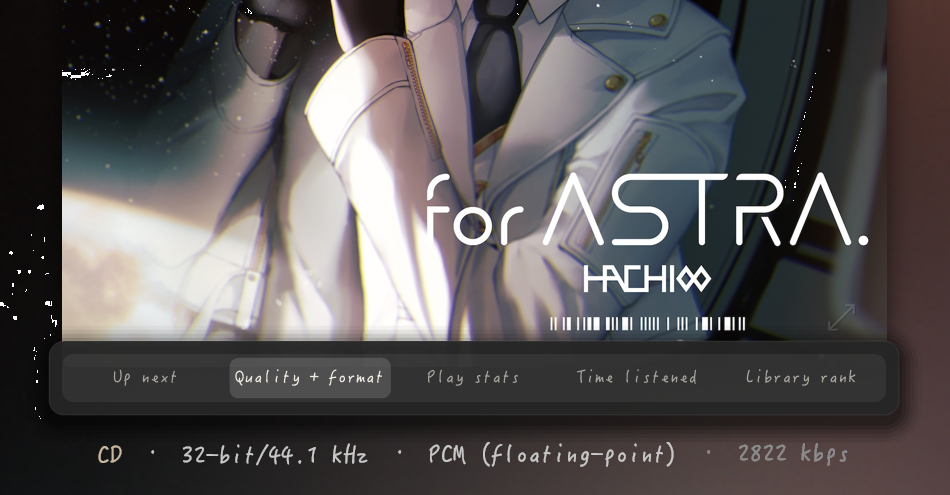 for ASTRA.
HACHI∞
Up next
Quality + format
Play stats
Time listened
Library rank
CD · 32-bit/44.1 kHz · PCM (floating-point) · 2822 kbps